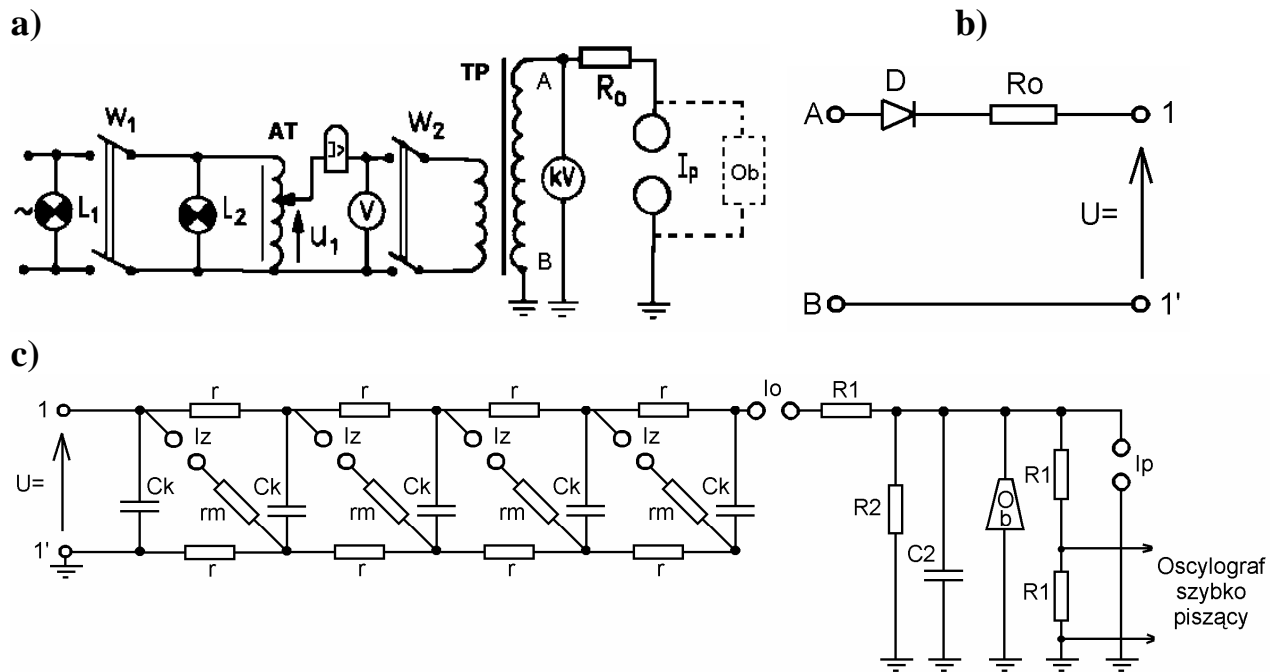 a)
b)
TP
A
Ro
W1
AT
W2
]>
kV
Ip
Ob
~
L1
L2
u1
V
B
D
Ro
A
1
U=
B
1'
c)
r
r
r
r
Io
R1
1
Iz
Iz
Iz
Iz
Ip
U=
Ck
Ck
Ck
Ck
Ck
R1
rm
rm
rm
rm
R2
Ob
C2
1'
r
r
r
r
R1
Oscylograf
szybko
piszący